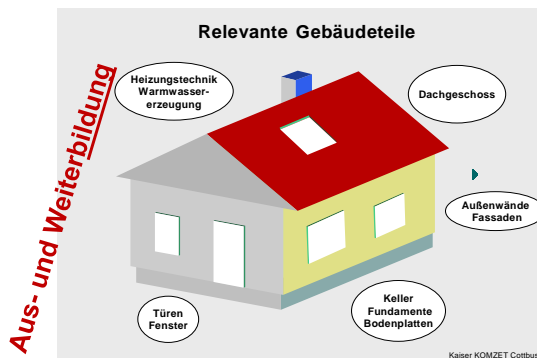 Relevante Gebäudeteile
Aus- und Weiterbildung
Heizungstechnik
Warmwasser-
erzeugung
Dachgeschoss
Außenwände
Fassaden
Türen
Fenster
Keller
Fundamente
Bodenplatten
Kaiser KOMZET Cottbus